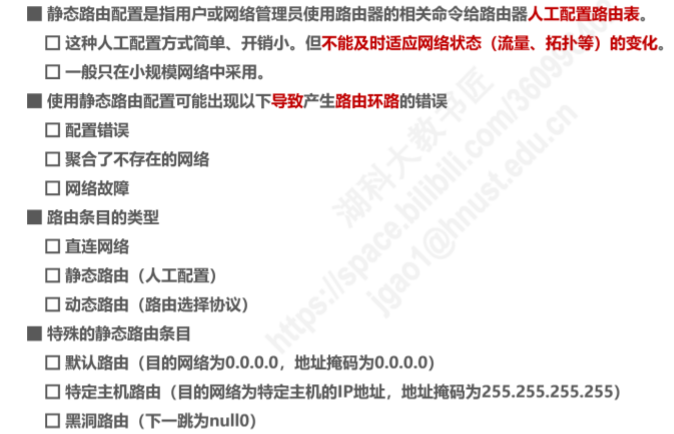 ■ 静态路由配置是指用户或网络管理员使用路由器的相关命令给路由器人工配置路由表。
□ 这种人工配置方式简单、开销小。但不能及时适应网络状态（流量、拓扑等）的变化。
□ 一般只在小规模网络中采用。
■ 使用静态路由配置可能出现以下导致产生路由环路的错误
□ 配置错误
□ 聚合了不存在的网络
□ 网络故障
■ 路由条目的类型
□ 直连网络
□ 静态路由（人工配置）
□ 动态路由（路由选择协议）
■ 特殊的静态路由条目
□ 默认路由（目的网络为0.0.0.0，地址掩码为0.0.0.0）
□ 特定主机路由（目的网络为特定主机的IP地址，地址掩码为255.255.255.255）
□ 黑洞路由（下一跳为null0）
湖科大教书匠
jgao1@hnust.edu.cn